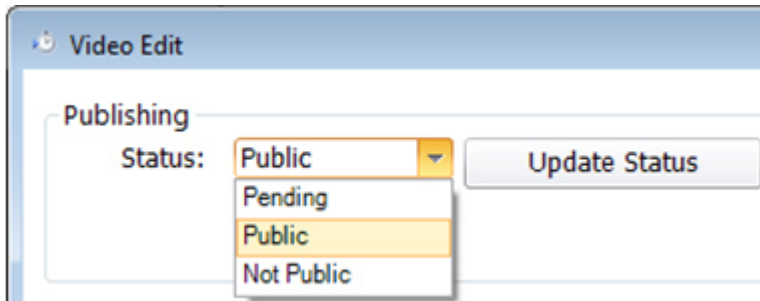 Video Edit
Publishing
Status: Public Update Status
Pending
Public
Not Public